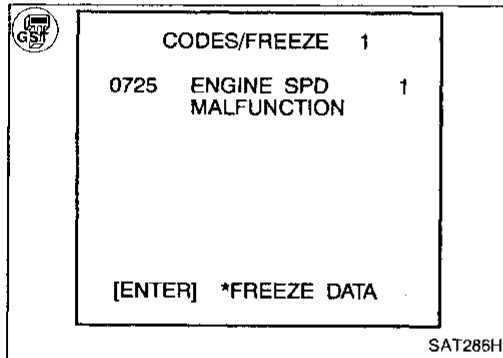 GST
CODES/FREEZE 1
0725 ENGINE SPD 1
MALFUNCTION
[ENTER] *FREEZE DATA
SAT286H